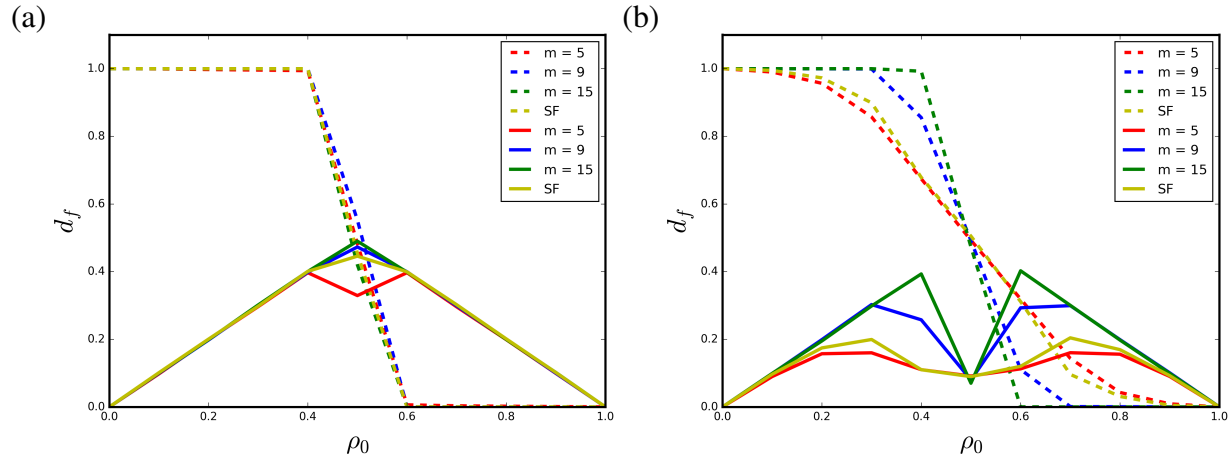 (a)
m = 5
m = 9
m = 15
SF
m = 5
m = 9
m = 15
SF
1.0
0.8
0.6
0.4
0.2
0.0
d_f
0.0 0.2 0.4 0.6 0.8 1.0
ρ₀
(b)
m = 5
m = 9
m = 15
SF
m = 5
m = 9
m = 15
SF
1.0
0.8
0.6
0.4
0.2
0.0
d_f
0.0 0.2 0.4 0.6 0.8 1.0
ρ₀